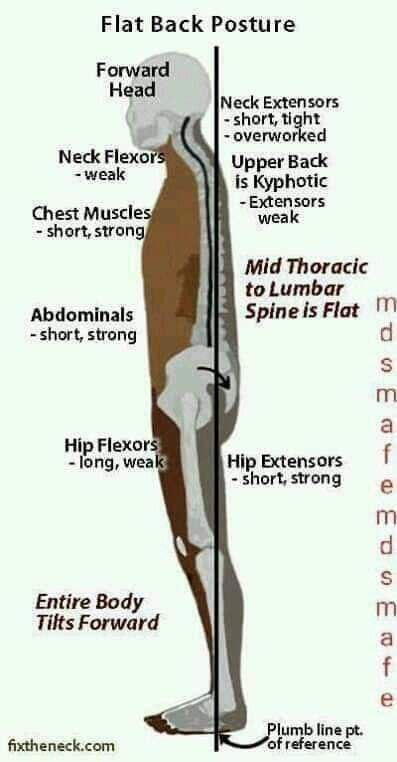 Flat Back Posture
Forward
Head
Neck Extensors
- short, tight
- overworked
Neck Flexors
- weak
Upper Back
is Kyphotic
- Extensors
weak
Chest Muscles
- short, strong
Mid Thoracic
to Lumbar
Spine is Flat
Abdominals
- short, strong
Hip Flexors
- long, weak
Hip Extensors
- short, strong
Entire Body
Tilts Forward
Plumb line pt.
of reference
fixtheneck.com
m
d
s
m
a
f
e
m
d
s
m
a
f
e